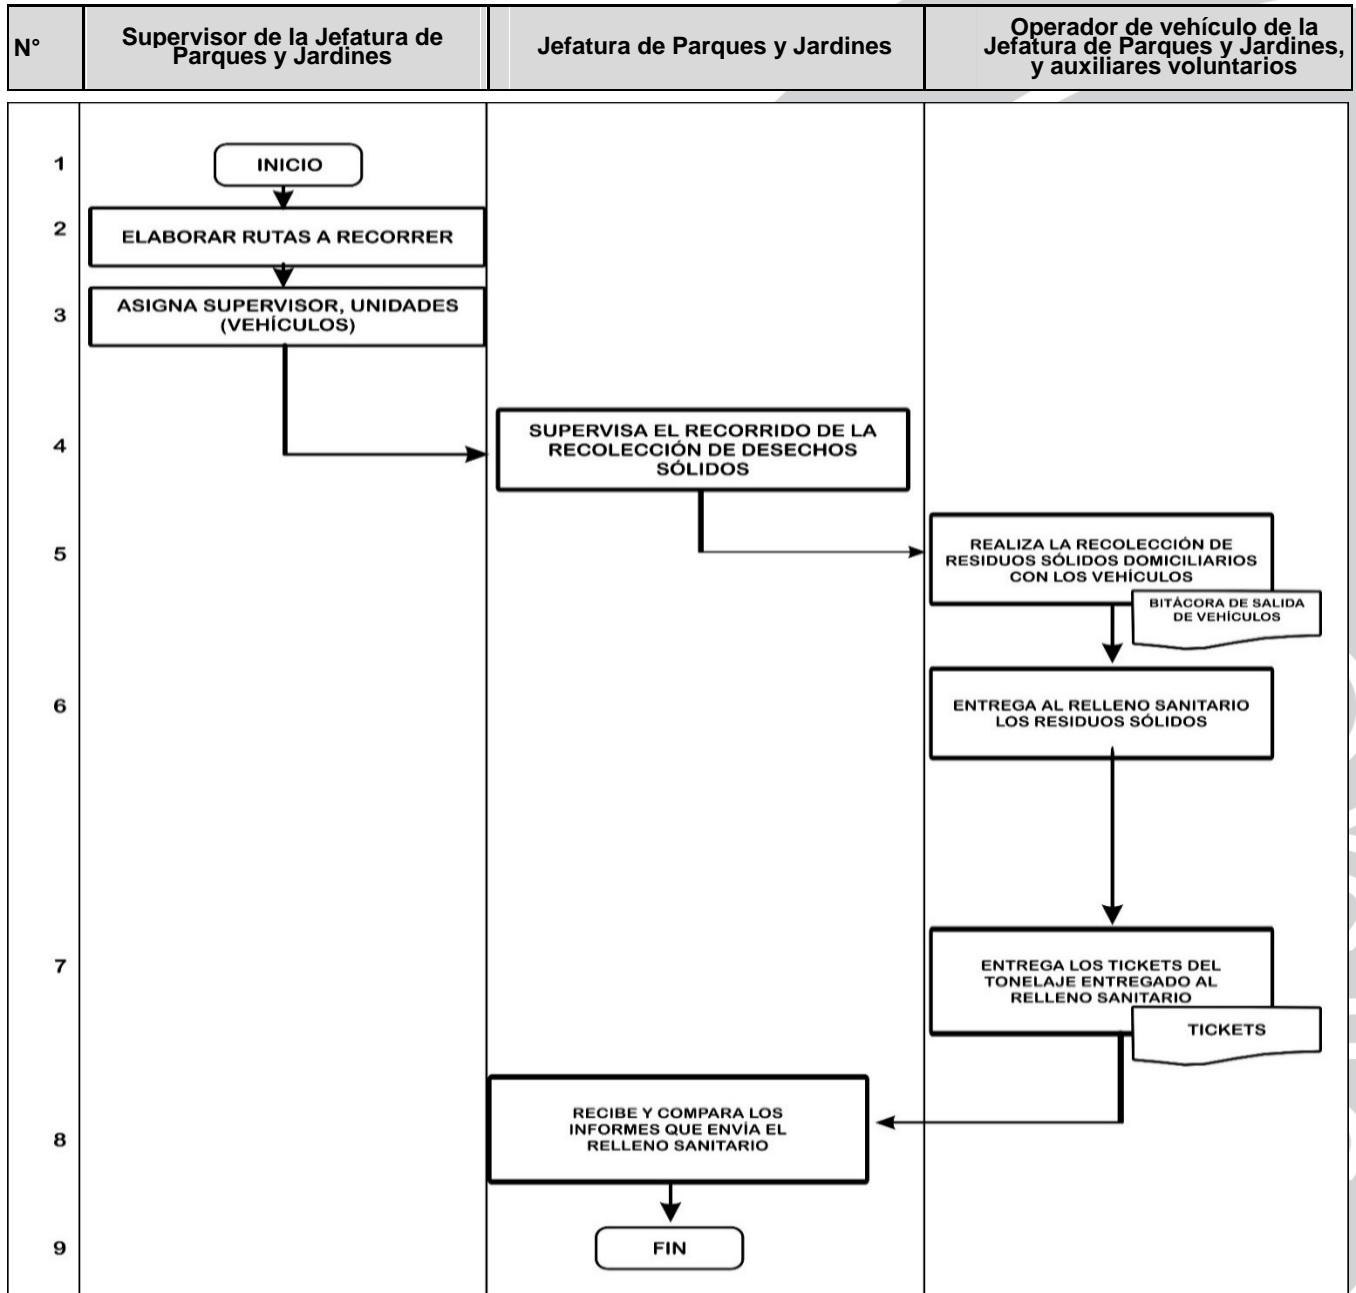 N°
Supervisor de la Jefatura de
Parques y Jardines
Jefatura de Parques y Jardines
Operador de vehículo de la
Jefatura de Parques y Jardines,
y auxiliares voluntarios
1
INICIO
2
ELABORAR RUTAS A RECORRER
3
ASIGNA SUPERVISOR, UNIDADES
(VEHÍCULOS)
4
SUPERVISA EL RECORRIDO DE LA
RECOLECCIÓN DE DESECHOS
SÓLIDOS
5
REALIZA LA RECOLECCIÓN DE
RESIDUOS SÓLIDOS DOMICILIARIOS
CON LOS VEHÍCULOS
BITÁCORA DE SALIDA
DE VEHÍCULOS
6
ENTREGA AL RELLENO SANITARIO
LOS RESIDUOS SÓLIDOS
7
ENTREGA LOS TICKETS DEL
TONELAJE ENTREGADO AL
RELLENO SANITARIO
TICKETS
8
RECIBE Y COMPARA LOS
INFORMES QUE ENVÍA EL
RELLENO SANITARIO
9
FIN